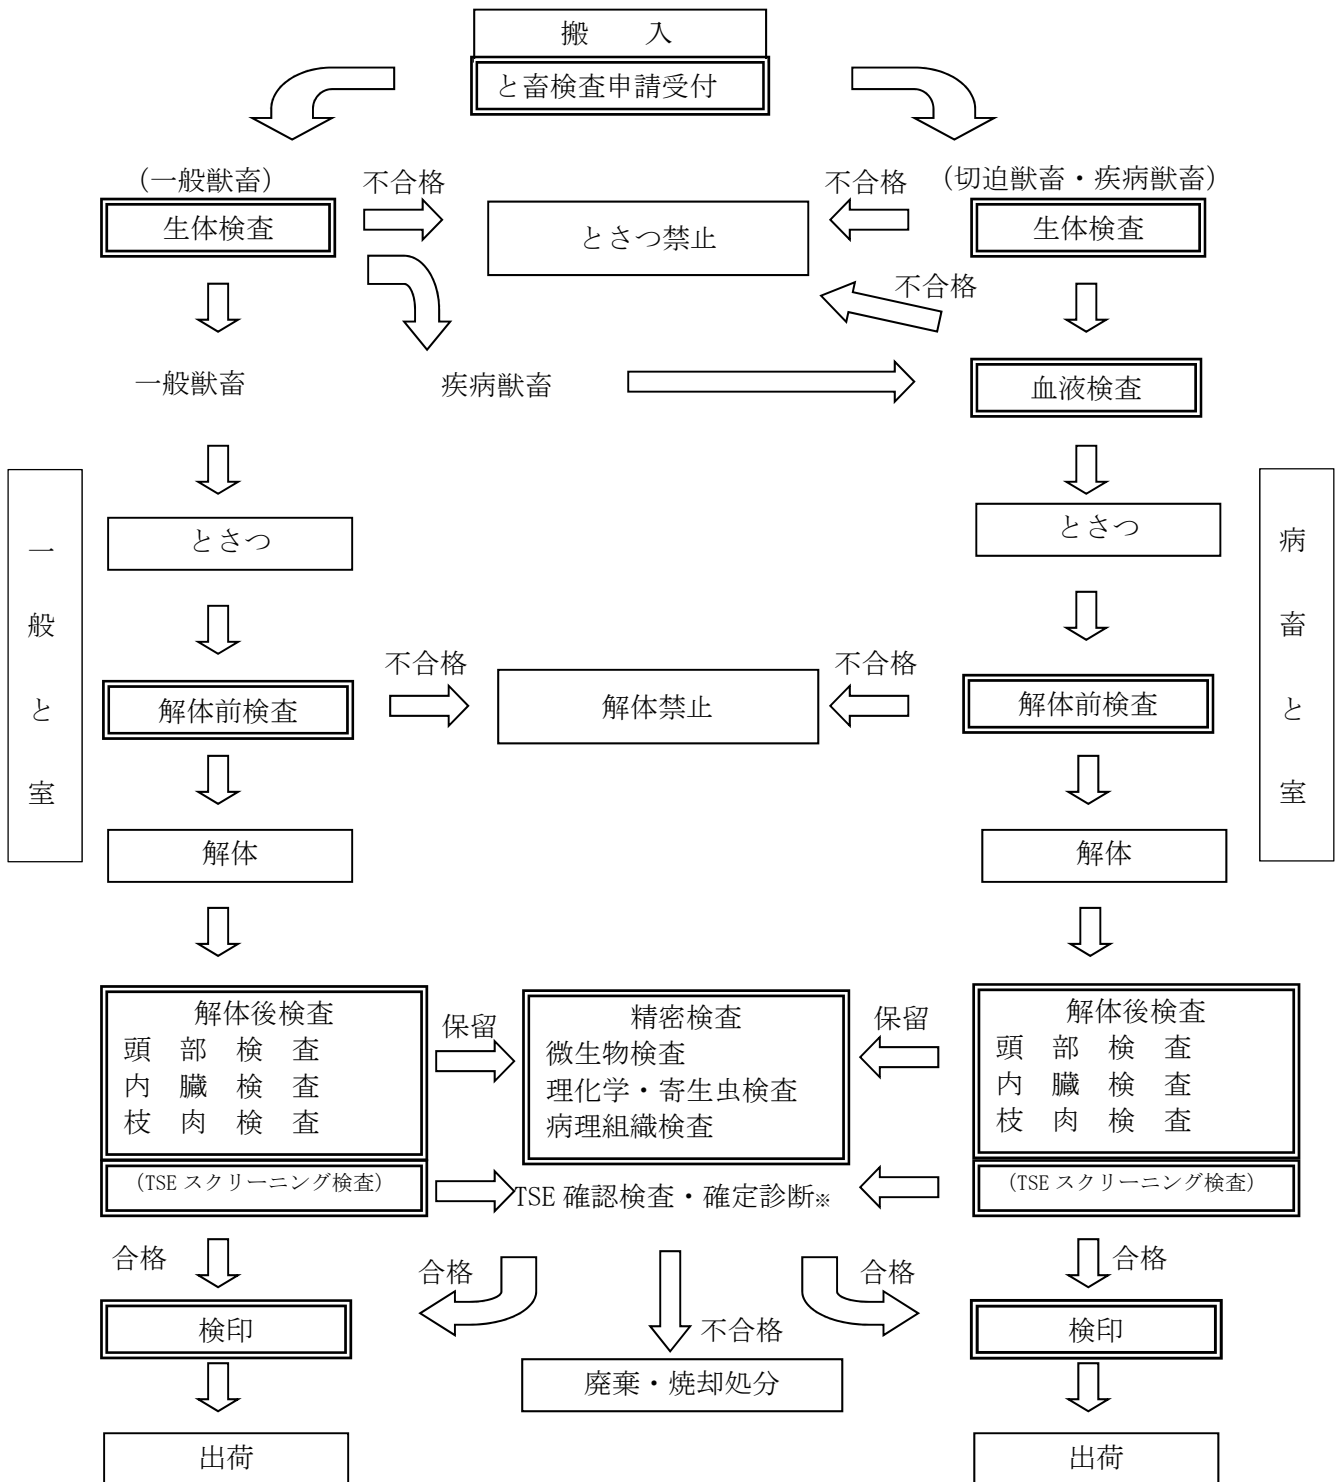 搬　入
と畜検査申請受付
（一般獣畜）
不合格
不合格
（切迫獣畜・疾病獣畜）
生体検査
とさつ禁止
生体検査
不合格
一般獣畜
疾病獣畜
血液検査
一般と室
とさつ
とさつ
病畜と室
不合格
不合格
解体前検査
解体禁止
解体前検査
解体
解体
解体後検査
頭部検査
内臓検査
枝肉検査
（TSE スクリーニング検査）
保留
精密検査
微生物検査
理化学・寄生虫検査
病理組織検査
TSE 確認検査・確定診断※
保留
解体後検査
頭部検査
内臓検査
枝肉検査
（TSE スクリーニング検査）
合格
合格
合格
合格
検印
不合格
検印
廃棄・焼却処分
出荷
出荷